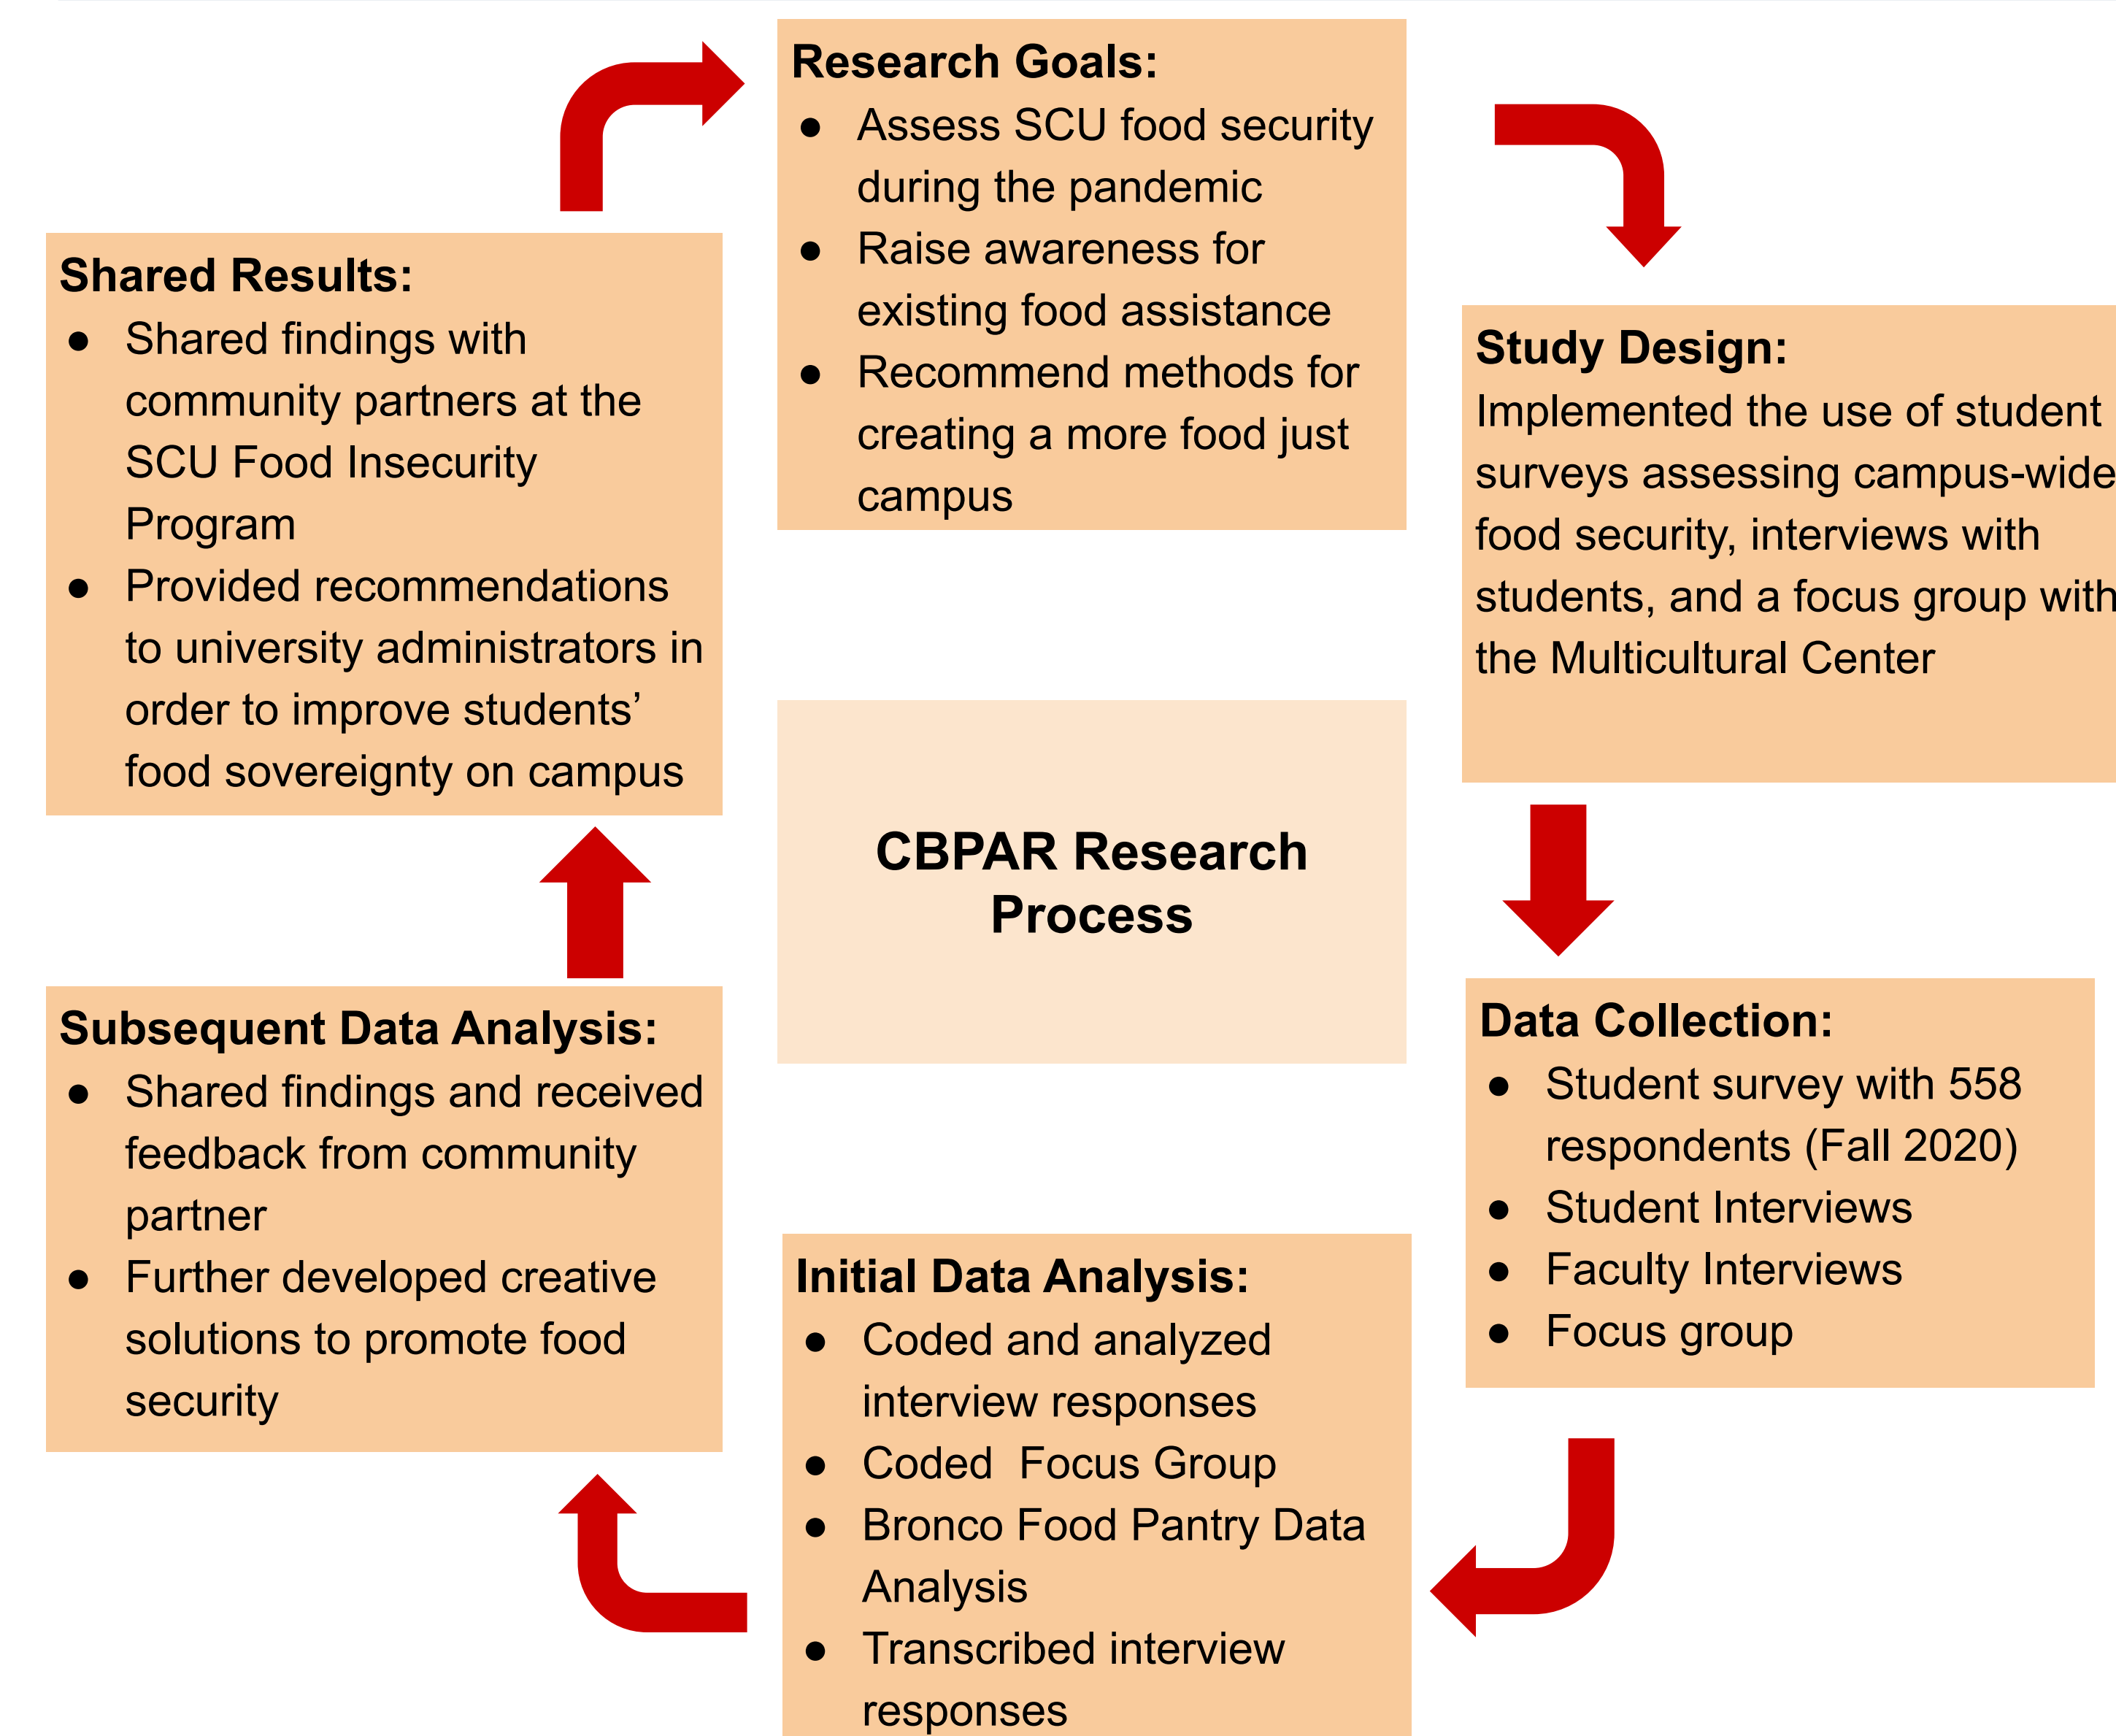 Research Goals:
● Assess SCU food security
during the pandemic
● Raise awareness for
existing food assistance
● Recommend methods for
creating a more food just
campus
Study Design:
Implemented the use of student
surveys assessing campus-wide
food security, interviews with
students, and a focus group with
the Multicultural Center
Data Collection:
● Student survey with 558
respondents (Fall 2020)
● Student Interviews
● Faculty Interviews
● Focus group
Initial Data Analysis:
● Coded and analyzed
interview responses
● Coded  Focus Group
● Bronco Food Pantry Data
Analysis
● Transcribed interview
responses
Subsequent Data Analysis:
● Shared findings and received
feedback from community
partner
● Further developed creative
solutions to promote food
security
Shared Results:
● Shared findings with
community partners at the
SCU Food Insecurity
Program
● Provided recommendations
to university administrators in
order to improve students’
food sovereignty on campus
CBPAR Research
Process